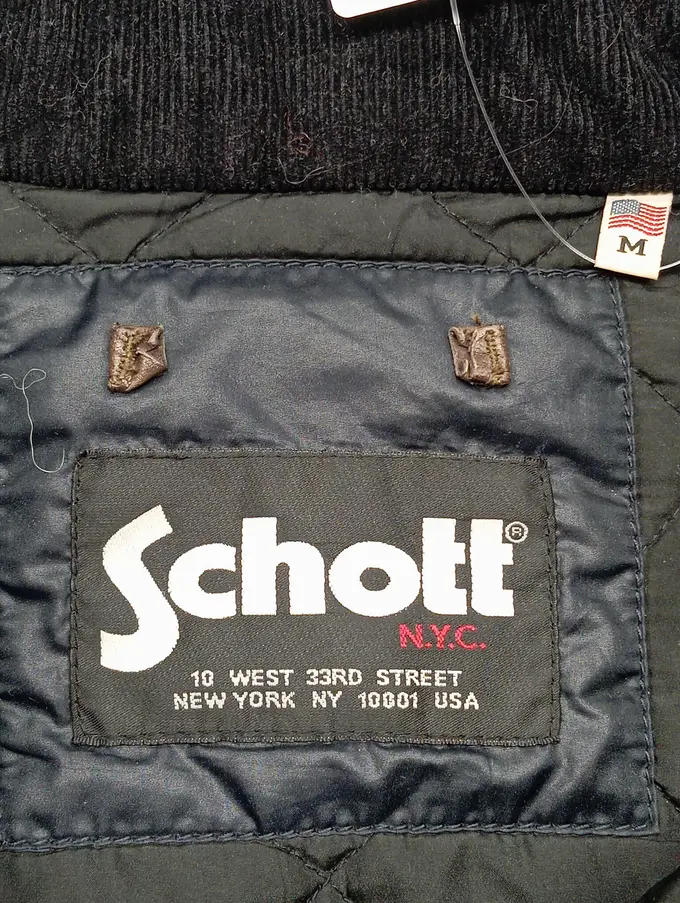 M
Schott®
N.Y.C.
10 WEST 33RD STREET
NEW YORK NY 10001 USA